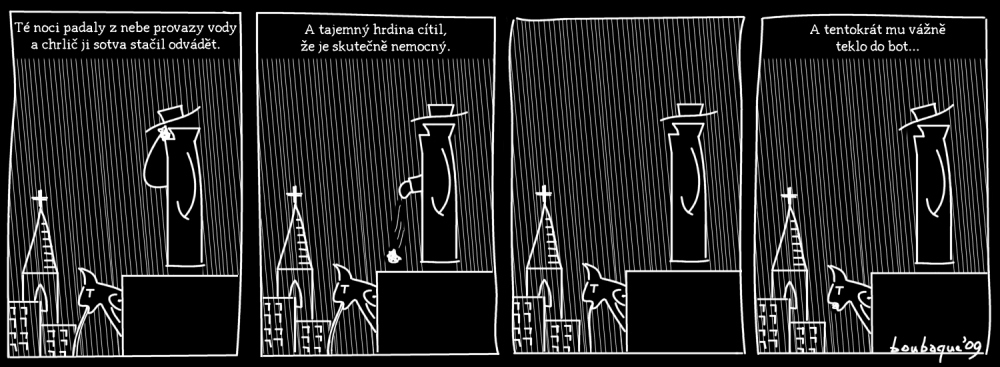 Té noci padaly z nebe provazy vody
a chrlič ji sotva stačil odvádět.
A tajemný hrdina cítil,
že je skutečně nemocný.
A tentokrát mu vážně
teklo do bot...
boubaque'09